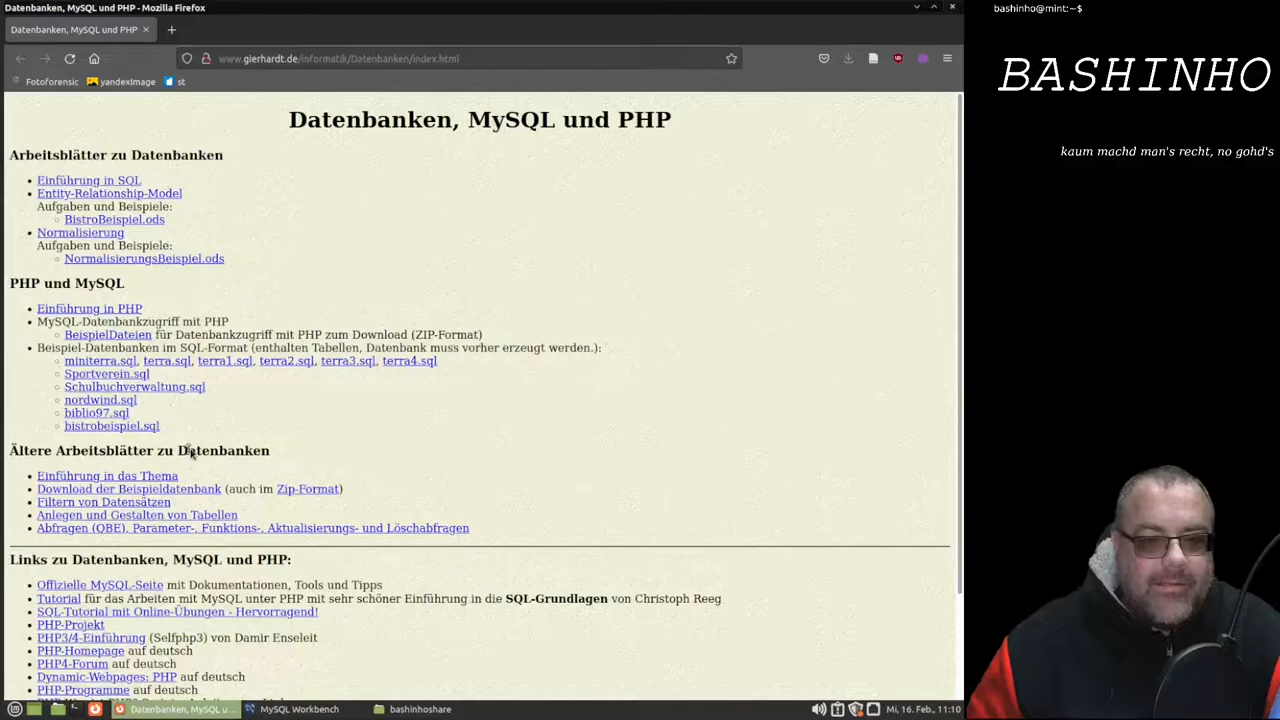 Datenbanken, MySQL und PHP - Mozilla Firefox
bashinho@mint:~$
Datenbanken, MySQL und PHP
www.gierhardt.de/informatik/Datenbanken/index.html
Fotoforensic yandexImage st
BASHINHO
kaum machd man's recht, no gohd's
Datenbanken, MySQL und PHP
Arbeitsblätter zu Datenbanken
Einführung in SQL
Entity-Relationship-Model
Aufgaben und Beispiele:
BistroBeispiel.ods
Normalisierung
Aufgaben und Beispiele:
NormalisierungsBeispiel.ods
PHP und MySQL
Einführung in PHP
MySQL-Datenbankzugriff mit PHP
BeispielDateien für Datenbankzugriff mit PHP zum Download (ZIP-Format)
Beispiel-Datenbanken im SQL-Format (enthalten Tabellen, Datenbank muss vorher erzeugt werden.):
miniterra.sql, terra.sql, terra1.sql, terra2.sql, terra3.sql, terra4.sql
Sportverein.sql
Schulbuchverwaltung.sql
nordwind.sql
biblio97.sql
bistrobeispiel.sql
Ältere Arbeitsblätter zu Datenbanken
Einführung in das Thema
Download der Beispieldatenbank (auch im Zip-Format)
Filtern von Datensätzen
Anlegen und Gestalten von Tabellen
Abfragen (QBE), Parameter-, Funktions-, Aktualisierungs- und Löschabfragen
Links zu Datenbanken, MySQL und PHP:
Offizielle MySQL-Seite mit Dokumentationen, Tools und Tipps
Tutorial für das Arbeiten mit MySQL unter PHP mit sehr schöner Einführung in die SQL-Grundlagen von Christoph Reeg
SQL-Tutorial mit Online-Übungen - Hervorragend!
PHP-Projekt
PHP3/4-Einführung (Selfphp3) von Damir Enseleit
PHP-Homepage auf deutsch
PHP4-Forum auf deutsch
Dynamic-Webpages: PHP auf deutsch
PHP-Programme auf deutsch
Datenbanken, MySQL u... MySQL Workbench bashinhoshare Mi, 16. Feb., 11:10